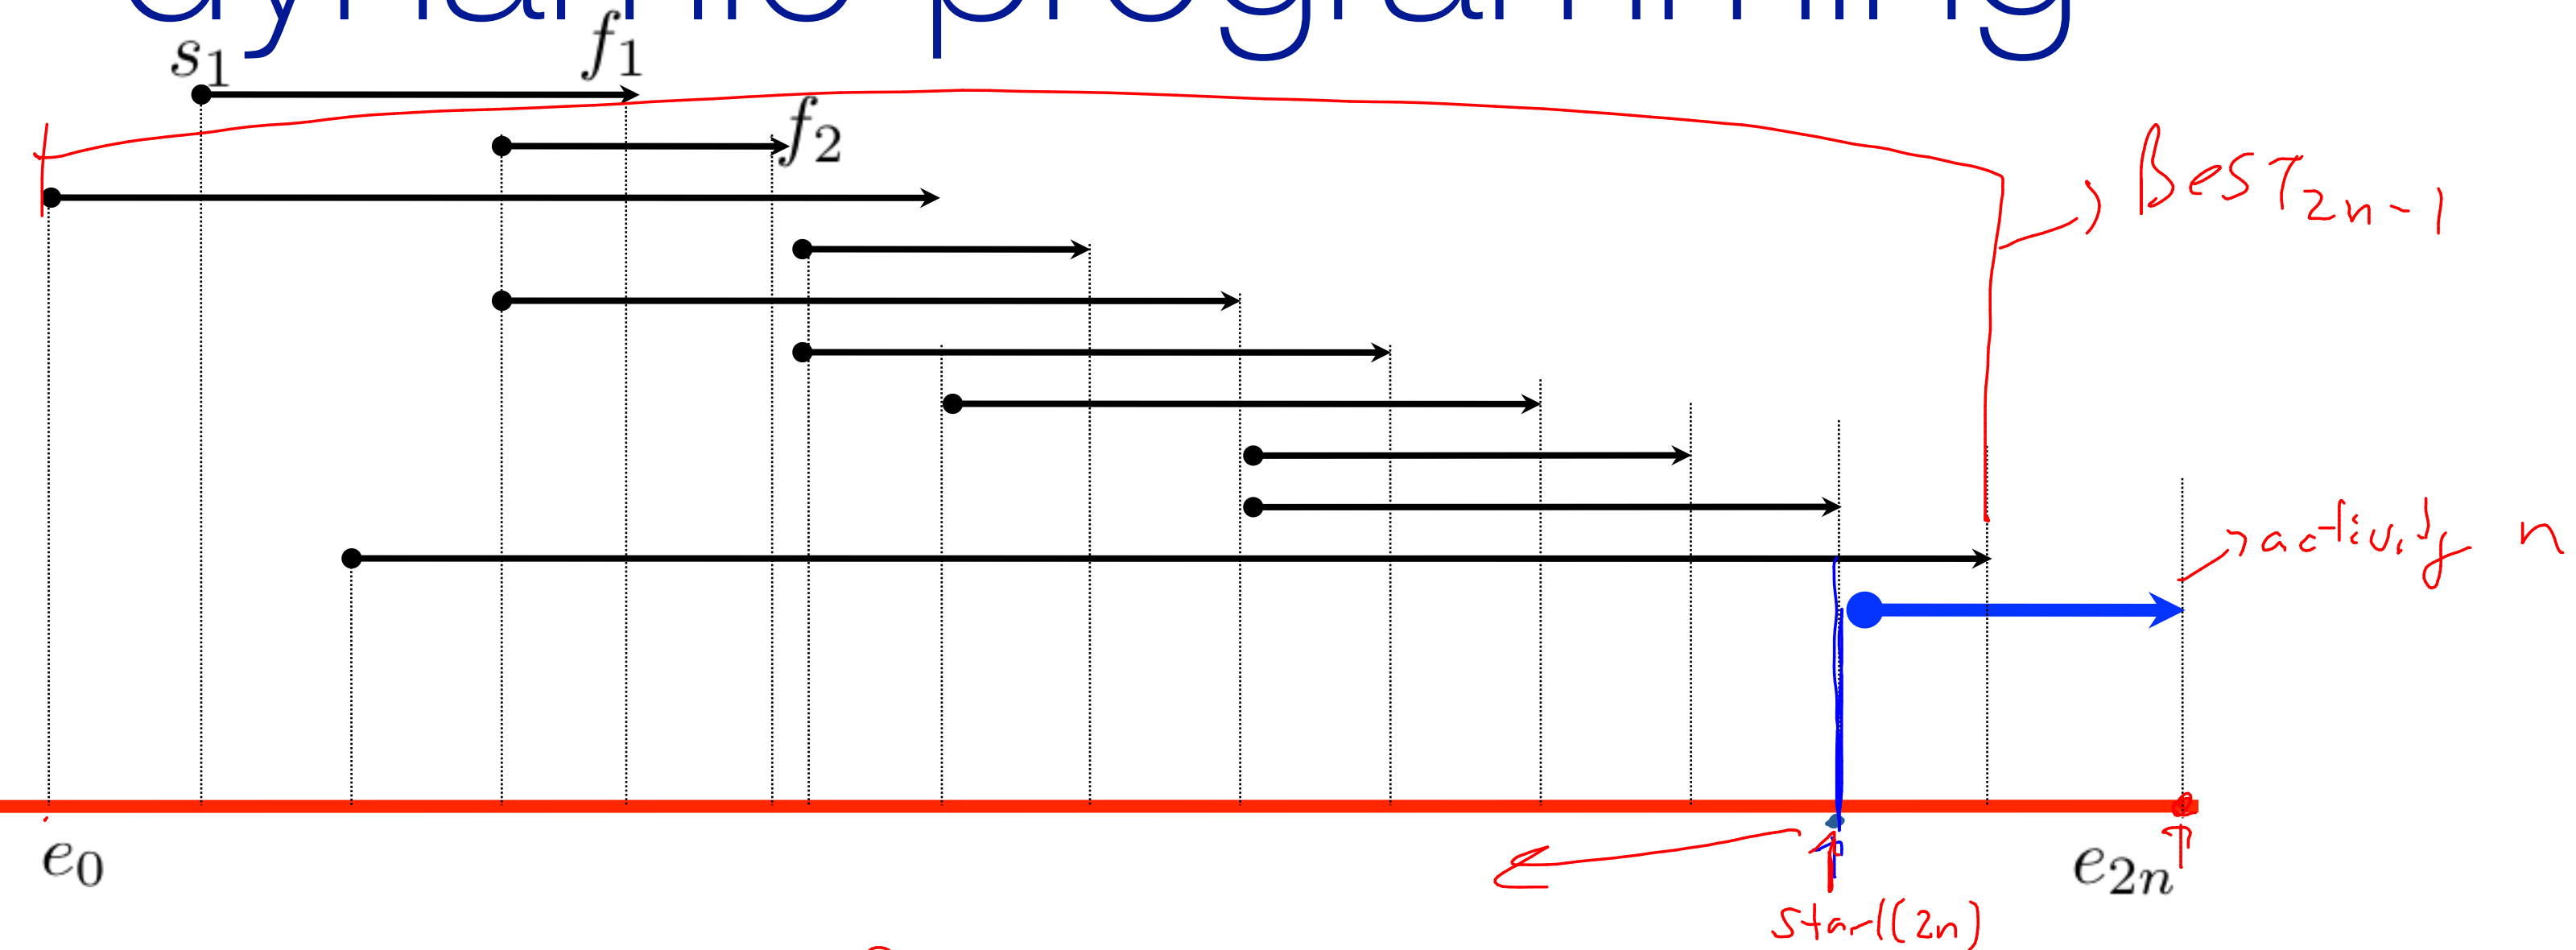 dynamic programming
s₁ f₁
f₂
BEST₂ₙ₋₁
activity n
e₀ e₂ₙ
start(2n)